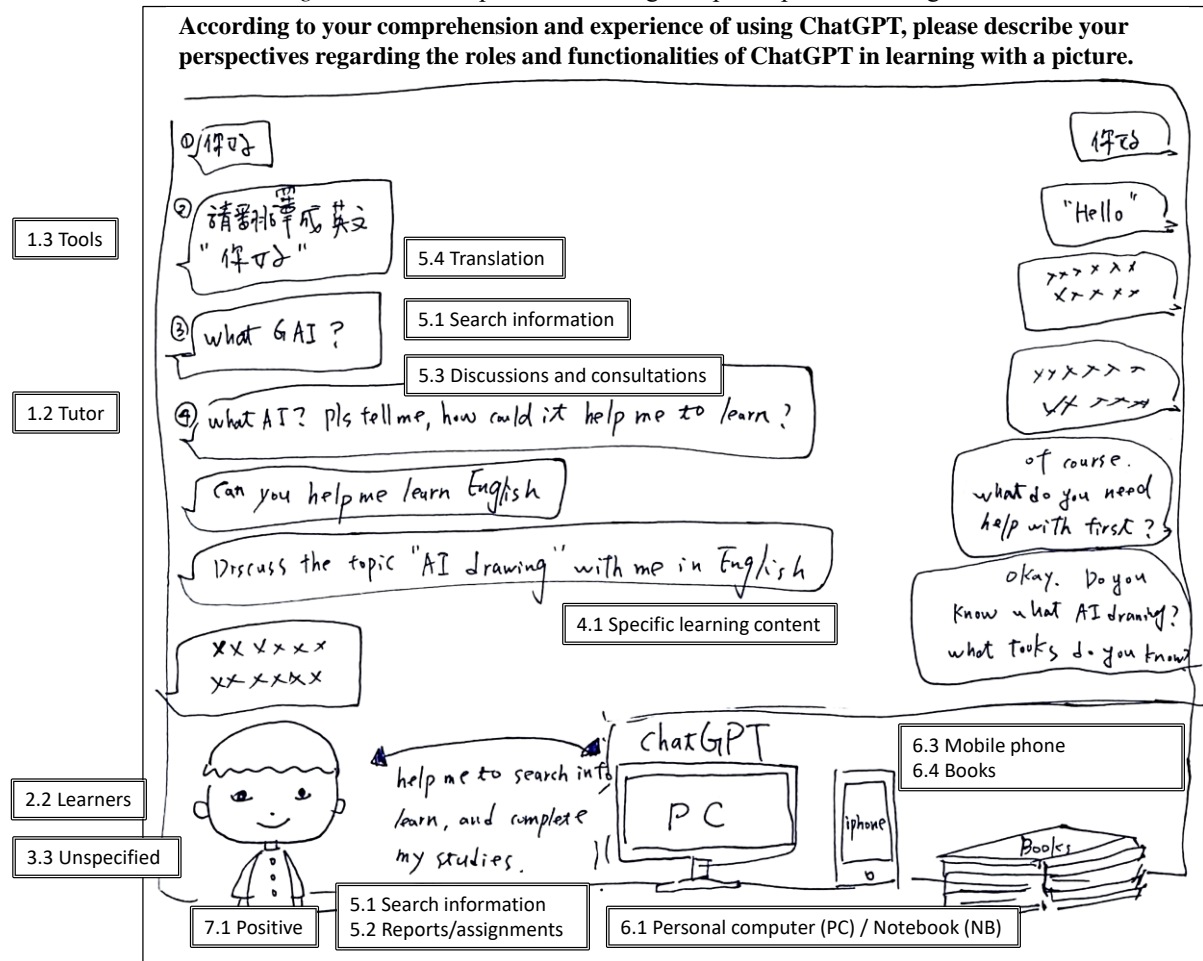 According to your comprehension and experience of using ChatGPT, please describe your
perspectives regarding the roles and functionalities of ChatGPT in learning with a picture.
① 你好
你好
② 請翻譯成英文
"你好"
"Hello"
1.3 Tools
5.4 Translation
③ what GAI ?
5.1 Search information
5.3 Discussions and consultations
1.2 Tutor
④ what AI? pls tell me, how could it help me to learn ?
Can you help me learn English
of course.
what do you need
help with first ?
Discuss the topic "AI drawing" with me in English
okay. Do you
know what AI drawing?
what tooks do you know?
4.1 Specific learning content
xx x x x x
xx x x x x
chatGPT
PC
iphone
Books
6.3 Mobile phone
6.4 Books
help me to search info
learn, and complete
my studies.
2.2 Learners
3.3 Unspecified
7.1 Positive
5.1 Search information
5.2 Reports/assignments
6.1 Personal computer (PC) / Notebook (NB)